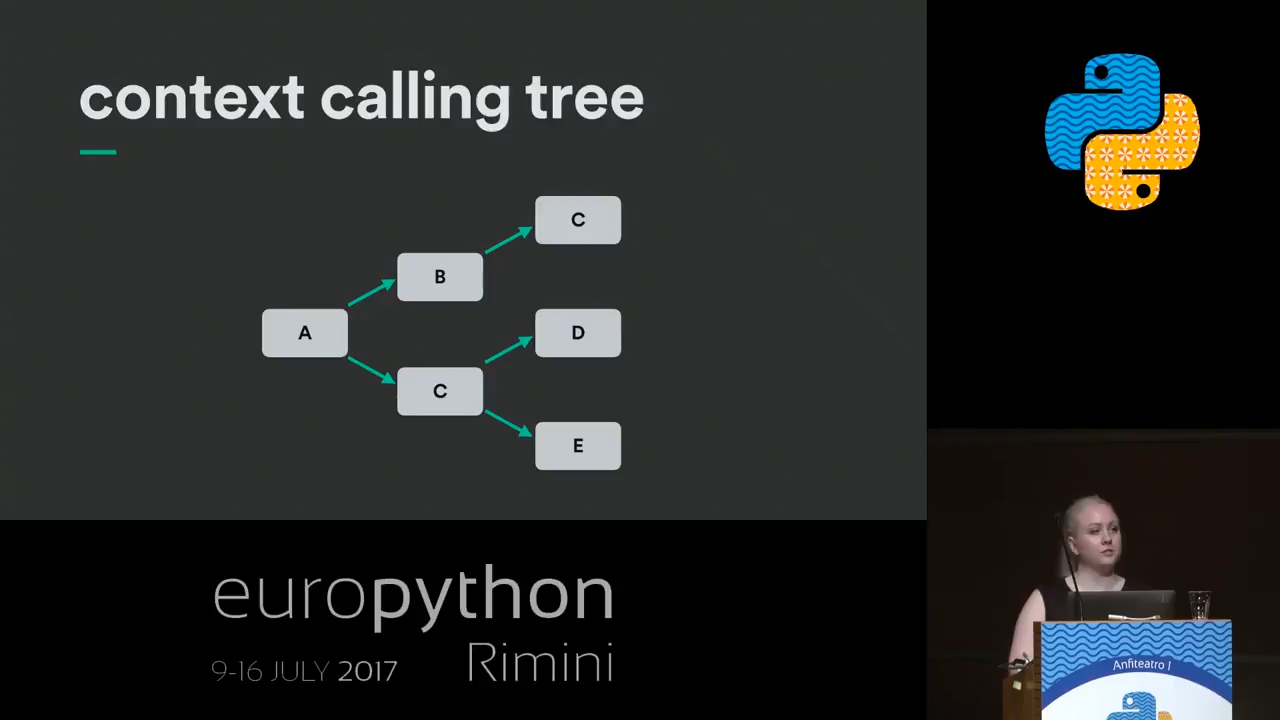 context calling tree
C
B
A
D
C
E
europython
9-16 JULY 2017
Rimini
Anfiteatro 1